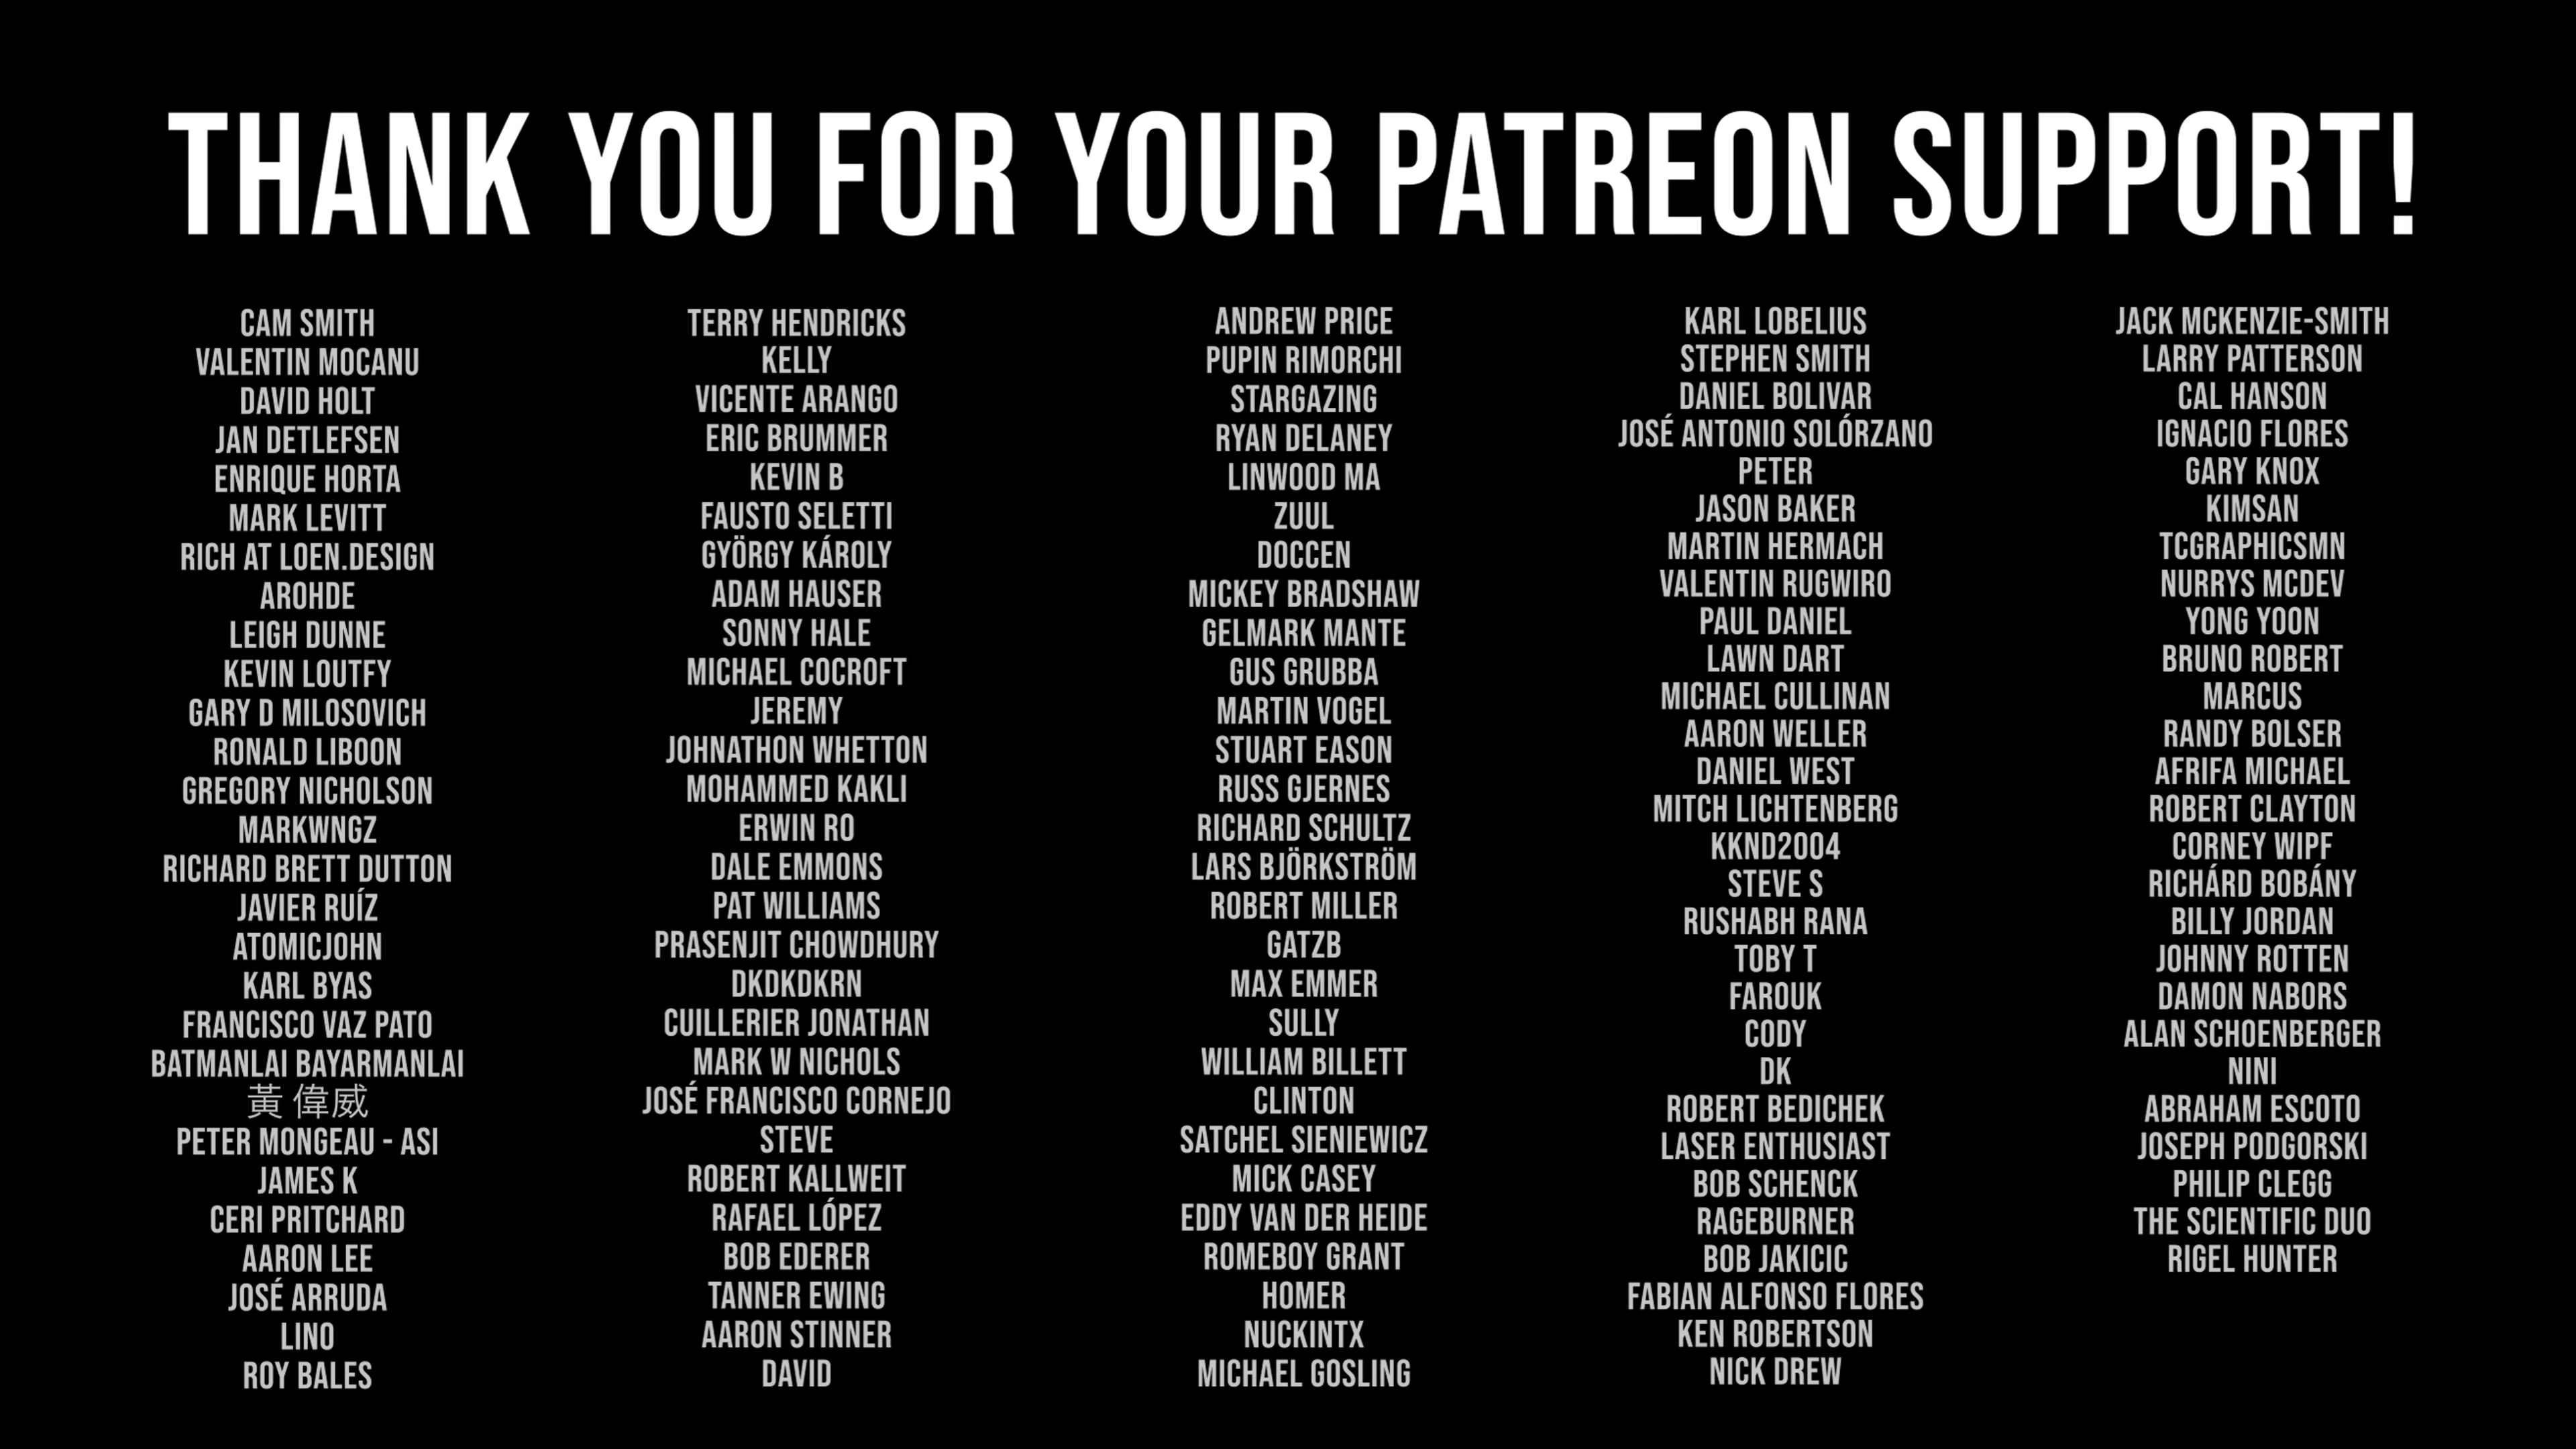 THANK YOU FOR YOUR PATREON SUPPORT!
CAM SMITH
VALENTIN MOCANU
DAVID HOLT
JAN DETLEFSEN
ENRIQUE HORTA
MARK LEVITT
RICH AT LOEN.DESIGN
AROHDE
LEIGH DUNNE
KEVIN LOUTFY
GARY D MILOSOVICH
RONALD LIBOON
GREGORY NICHOLSON
MARKWNGZ
RICHARD BRETT DUTTON
JAVIER RUÍZ
ATOMICJOHN
KARL BYAS
FRANCISCO VAZ PATO
BATMANLAI BAYARMANLAI
黃 偉威
PETER MONGEAU - ASI
JAMES K
CERI PRITCHARD
AARON LEE
JOSÉ ARRUDA
LINO
ROY BALES
TERRY HENDRICKS
KELLY
VICENTE ARANGO
ERIC BRUMMER
KEVIN B
FAUSTO SELETTI
GYÖRGY KÁROLY
ADAM HAUSER
SONNY HALE
MICHAEL COCROFT
JEREMY
JOHNATHON WHETTON
MOHAMMED KAKLI
ERWIN RO
DALE EMMONS
PAT WILLIAMS
PRASENJIT CHOWDHURY
DKDKDKRN
CUILLERIER JONATHAN
MARK W NICHOLS
JOSÉ FRANCISCO CORNEJO
STEVE
ROBERT KALLWEIT
RAFAEL LÓPEZ
BOB EDERER
TANNER EWING
AARON STINNER
DAVID
ANDREW PRICE
PUPIN RIMORCHI
STARGAZING
RYAN DELANEY
LINWOOD MA
ZUUL
DOCCEN
MICKEY BRADSHAW
GELMARK MANTE
GUS GRUBBA
MARTIN VOGEL
STUART EASON
RUSS GJERNES
RICHARD SCHULTZ
LARS BJÖRKSTRÖM
ROBERT MILLER
GATZB
MAX EMMER
SULLY
WILLIAM BILLETT
CLINTON
SATCHEL SIENIEWICZ
MICK CASEY
EDDY VAN DER HEIDE
ROMEBOY GRANT
HOMER
NUCKINTX
MICHAEL GOSLING
KARL LOBELIUS
STEPHEN SMITH
DANIEL BOLIVAR
JOSÉ ANTONIO SOLÓRZANO
PETER
JASON BAKER
MARTIN HERMACH
VALENTIN RUGWIRO
PAUL DANIEL
LAWN DART
MICHAEL CULLINAN
AARON WELLER
DANIEL WEST
MITCH LICHTENBERG
KKND2004
STEVE S
RUSHABH RANA
TOBY T
FAROUK
CODY
DK
ROBERT BEDICHEK
LASER ENTHUSIAST
BOB SCHENCK
RAGEBURNER
BOB JAKICIC
FABIAN ALFONSO FLORES
KEN ROBERTSON
NICK DREW
JACK MCKENZIE-SMITH
LARRY PATTERSON
CAL HANSON
IGNACIO FLORES
GARY KNOX
KIMSAN
TCGRAPHICSMN
NURRYS MCDEV
YONG YOON
BRUNO ROBERT
MARCUS
RANDY BOLSER
AFRIFA MICHAEL
ROBERT CLAYTON
CORNEY WIPF
RICHÁRD BOBÁNY
BILLY JORDAN
JOHNNY ROTTEN
DAMON NABORS
ALAN SCHOENBERGER
NINI
ABRAHAM ESCOTO
JOSEPH PODGORSKI
PHILIP CLEGG
THE SCIENTIFIC DUO
RIGEL HUNTER